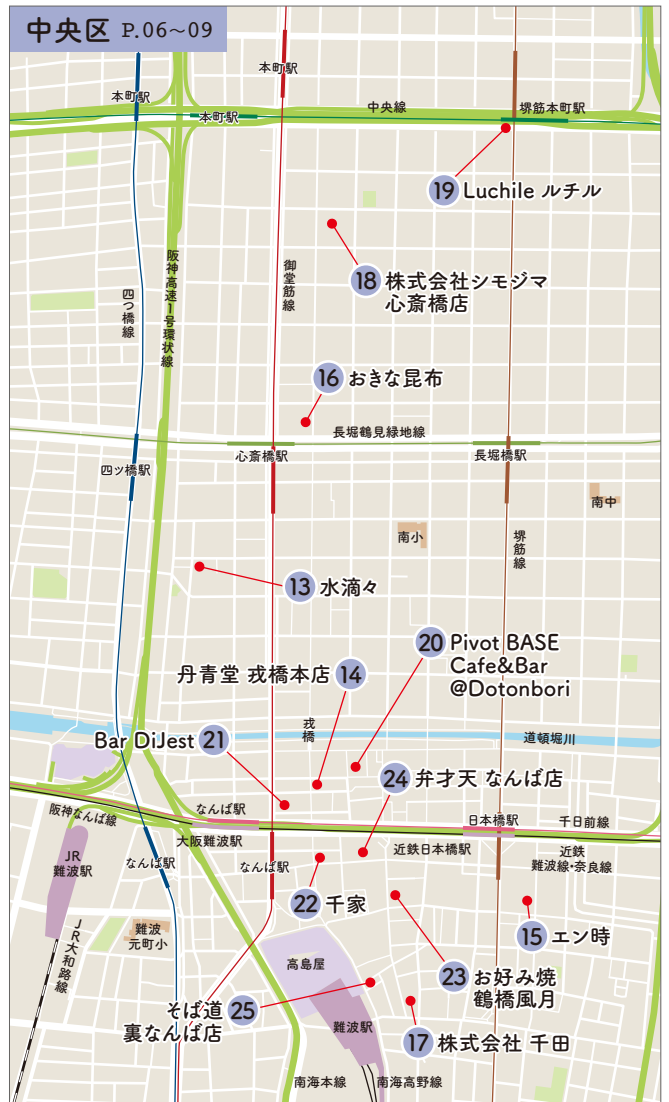 中央区 P.06〜09
本町駅
本町駅
本町駅
中央線
堺筋本町駅
19 Luchile ルチル
阪神高速1号環状線
四つ橋線
御堂筋線
18 株式会社シモジマ
心斎橋店
16 おきな昆布
長堀鶴見緑地線
心斎橋駅
長堀橋駅
四ツ橋駅
南中
南小
堺筋線
13 水滴々
20 Pivot BASE
Cafe&Bar
@Dotonbori
丹青堂 戎橋本店 14
戎橋
道頓堀川
Bar DiJest 21
24 弁才天 なんば店
なんば駅
日本橋駅
千日前線
阪神なんば線
大阪難波駅
近鉄日本橋駅
近鉄
難波線・奈良線
JR
難波駅
なんば駅
なんば駅
22 千家
15 エン時
難波
元町小
JR大和路線
高島屋
23 お好み焼
鶴橋風月
そば道
裏なんば店
25
難波駅
17 株式会社 千田
南海本線
南海高野線